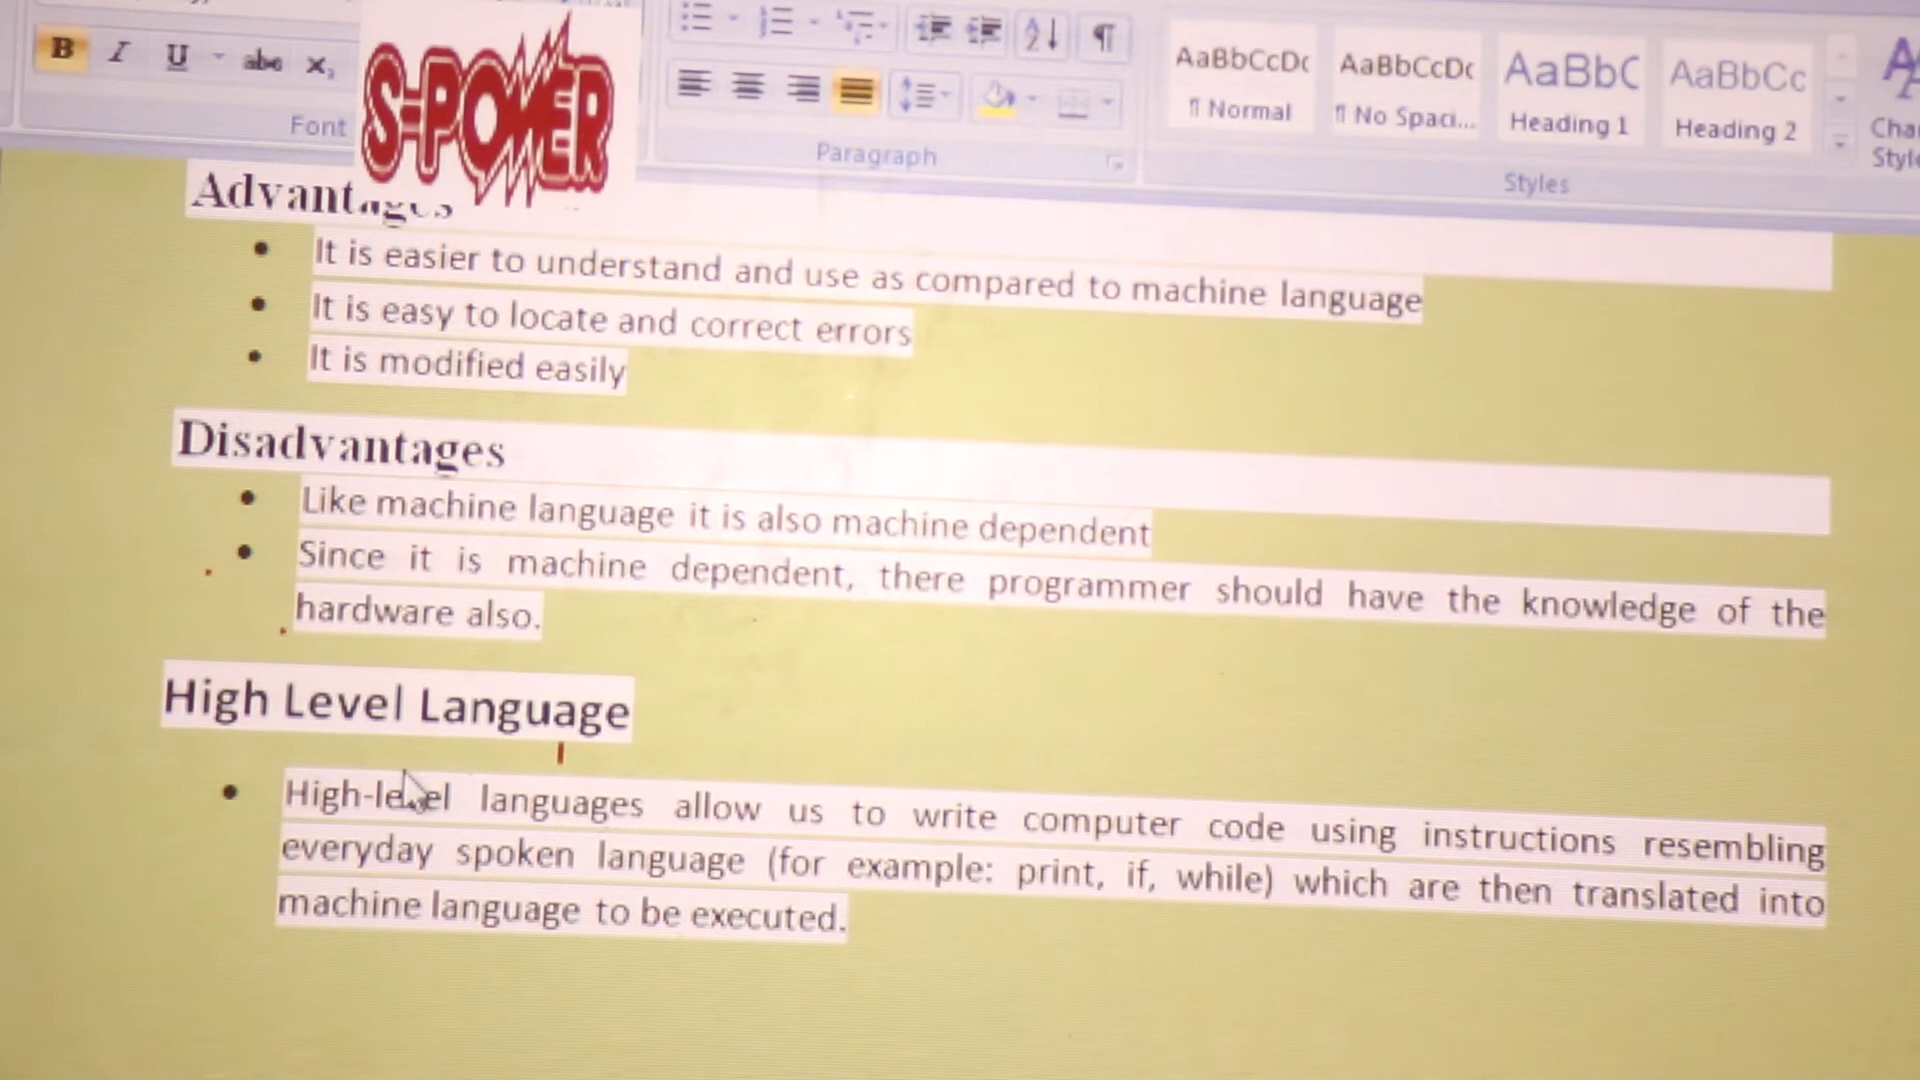 B I U abc X₂
Font
S=POWER
Paragraph
AaBbCcDc AaBbCcDc AaBbC AaBbCc
¶ Normal ¶ No Spaci... Heading 1 Heading 2
Styles
Advantages
• It is easier to understand and use as compared to machine language
• It is easy to locate and correct errors
• It is modified easily
Disadvantages
• Like machine language it is also machine dependent
• Since it is machine dependent, there programmer should have the knowledge of the
hardware also.
High Level Language
• High-level languages allow us to write computer code using instructions resembling
everyday spoken language (for example: print, if, while) which are then translated into
machine language to be executed.